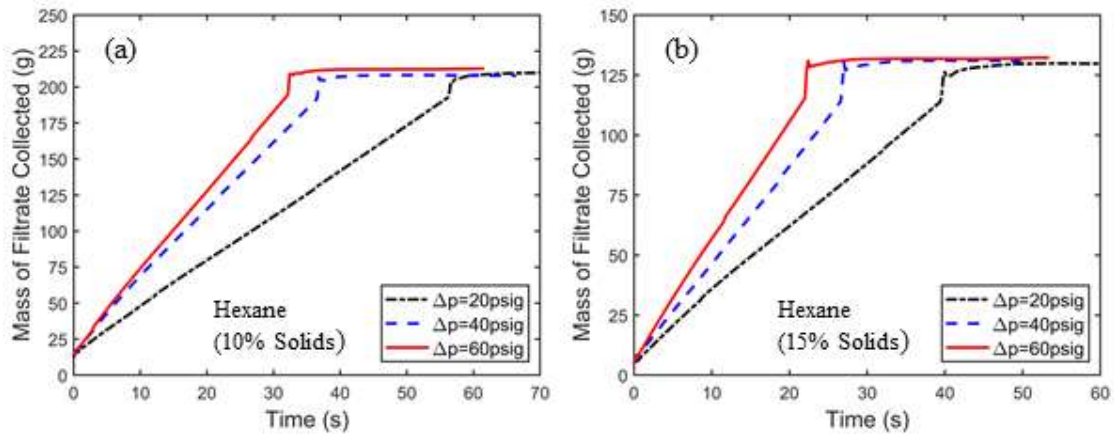 (a)
Mass of Filtrate Collected (g)
250
225
200
175
150
125
100
75
50
25
0
0 10 20 30 40 50 60 70
Time (s)
Hexane
(10% Solids)
Δp=20psig
Δp=40psig
Δp=60psig
(b)
Mass of Filtrate Collected (g)
150
125
100
75
50
25
0
0 10 20 30 40 50 60
Time (s)
Hexane
(15% Solids)
Δp=20psig
Δp=40psig
Δp=60psig